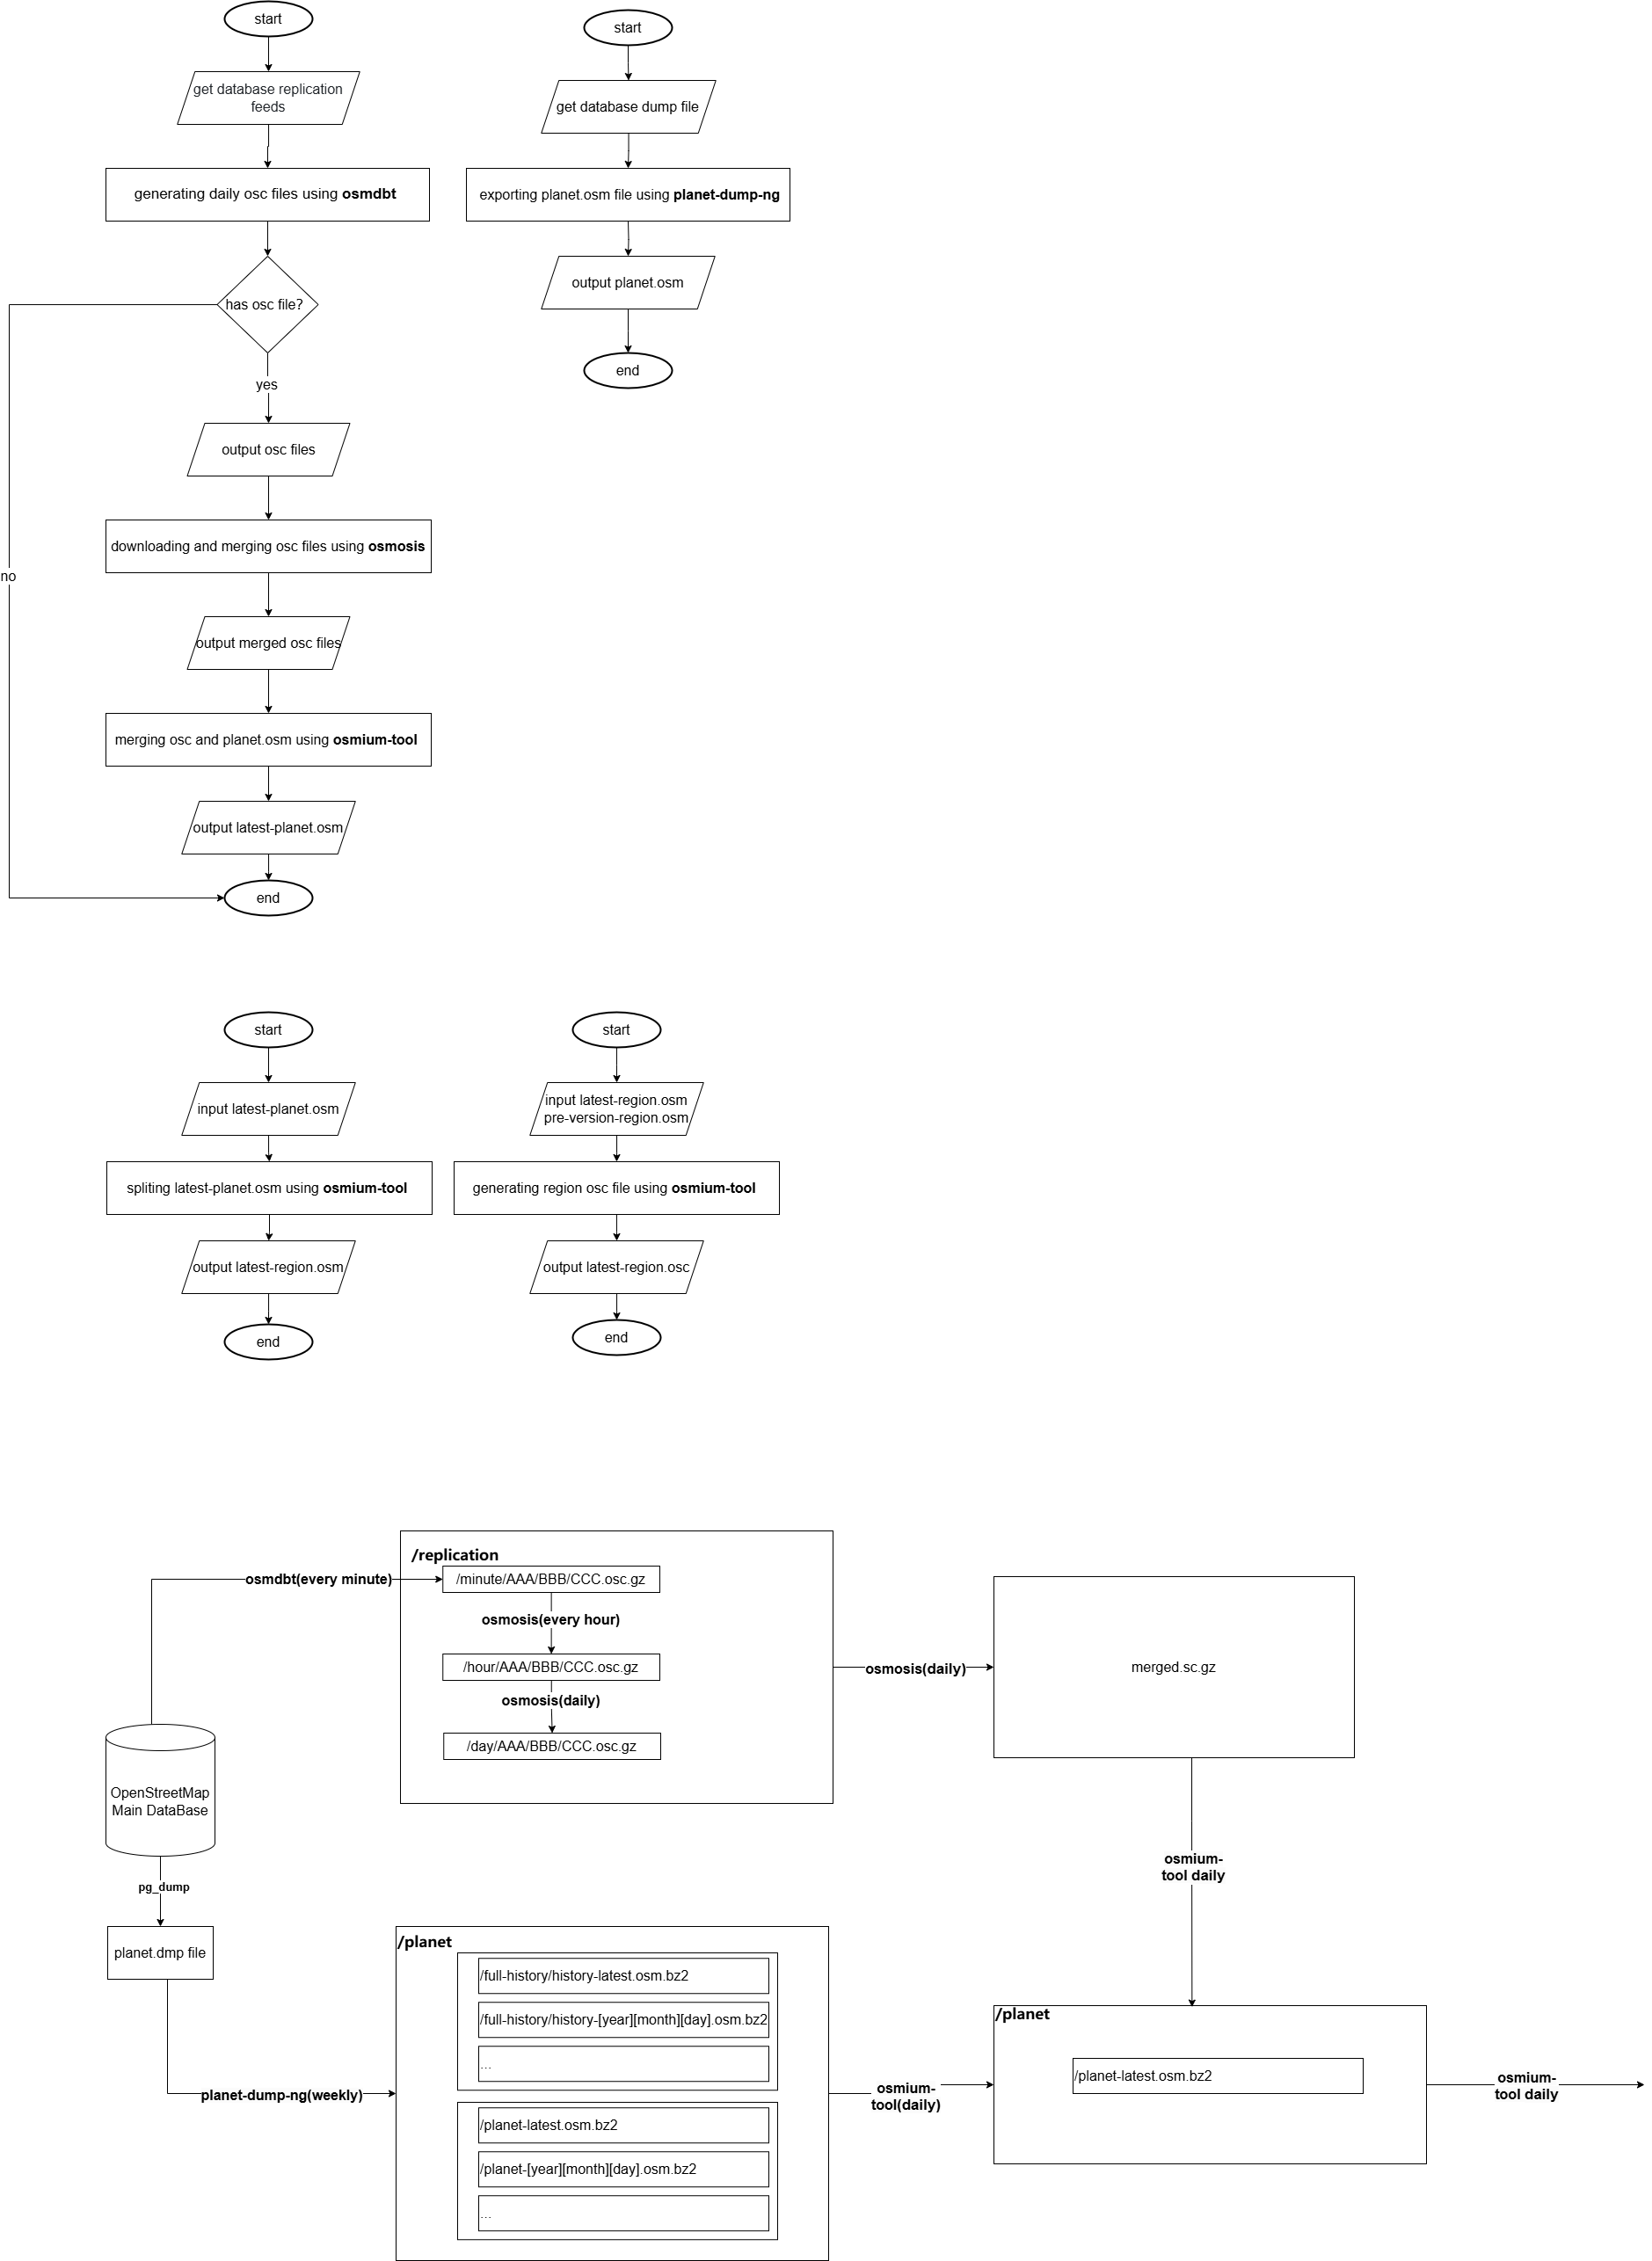 start
get database replication
feeds
generating daily osc files using osmdbt
has osc file?
yes
no
output osc files
downloading and merging osc files using osmosis
output merged osc files
merging osc and planet.osm using osmium-tool
output latest-planet.osm
end
start
get database dump file
exporting planet.osm file using planet-dump-ng
output planet.osm
end
start
input latest-planet.osm
spliting latest-planet.osm using osmium-tool
output latest-region.osm
end
start
input latest-region.osm
pre-version-region.osm
generating region osc file using osmium-tool
output latest-region.osc
end
/replication
osmdbt(every minute)
/minute/AAA/BBB/CCC.osc.gz
osmosis(every hour)
/hour/AAA/BBB/CCC.osc.gz
osmosis(daily)
/day/AAA/BBB/CCC.osc.gz
osmosis(daily)
merged.sc.gz
OpenStreetMap
Main DataBase
pg_dump
planet.dmp file
planet-dump-ng(weekly)
/planet
/full-history/history-latest.osm.bz2
/full-history/history-[year][month][day].osm.bz2
...
/planet-latest.osm.bz2
/planet-[year][month][day].osm.bz2
...
osmium-
tool(daily)
osmium-
tool daily
/planet
/planet-latest.osm.bz2
osmium-
tool daily